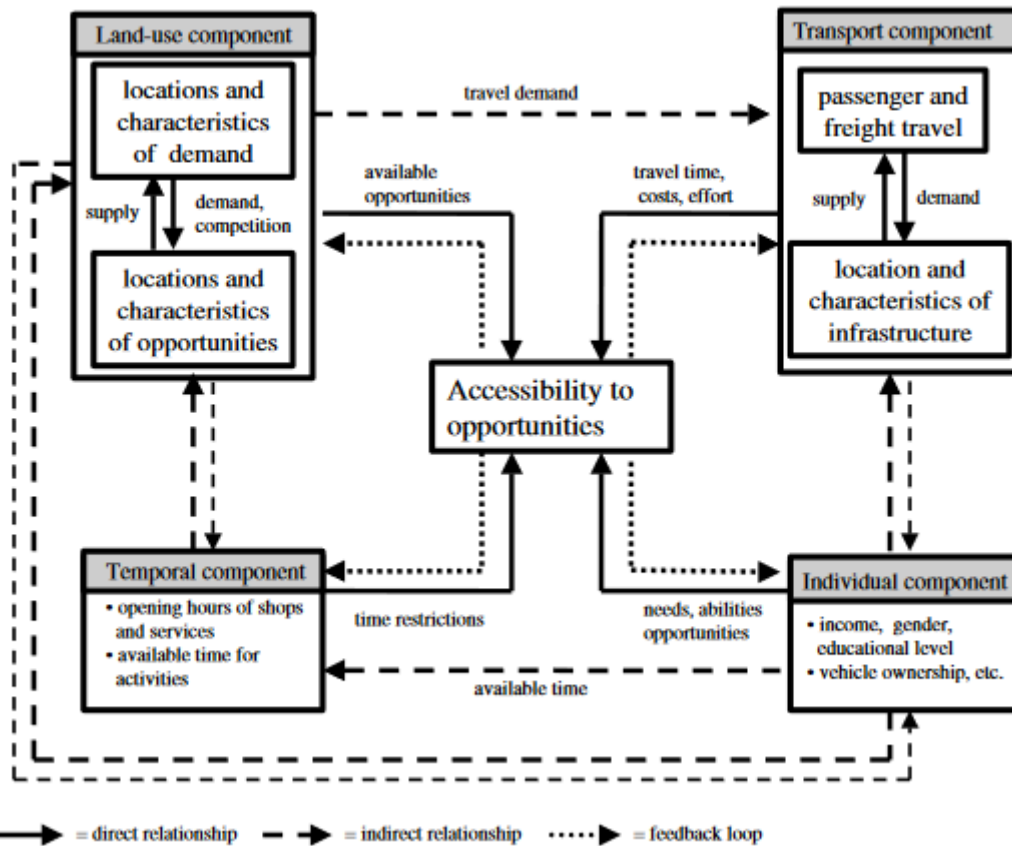 Land-use component
locations and
characteristics
of demand
supply
demand,
competition
locations and
characteristics
of opportunities
travel demand
available
opportunities
travel time,
costs, effort
Transport component
passenger and
freight travel
supply
demand
location and
characteristics of
infrastructure
Accessibility to
opportunities
Temporal component
• opening hours of shops
and services
• available time for
activities
time restrictions
needs, abilities
opportunities
available time
Individual component
• income, gender,
educational level
• vehicle ownership, etc.
= direct relationship
= indirect relationship
= feedback loop